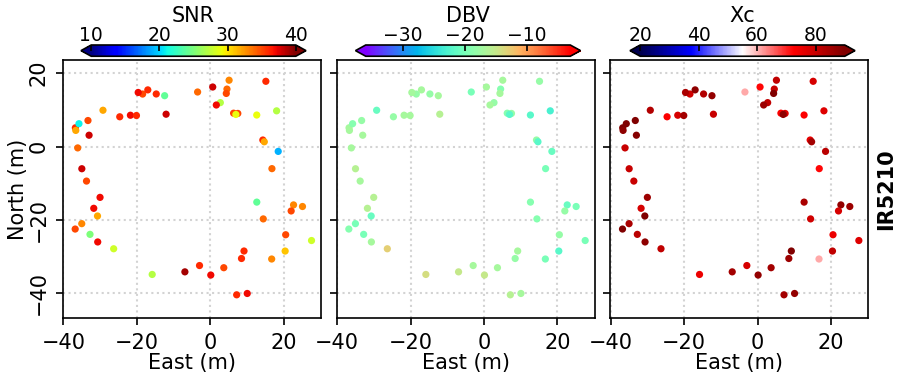 SNR DBV Xc
10 20 30 40 −30 −20 −10 20 40 60 80
20
0
−20
−40
North (m)
IR5210
−40 −20 0 20 −40 −20 0 20 −40 −20 0 20
East (m) East (m) East (m)